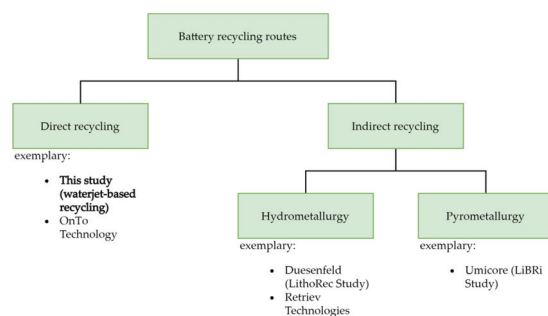 Battery recycling routes
Direct recycling
exemplary:
• This study
(waterjet-based
recycling)
• OnTo
Technology
Indirect recycling
Hydrometallurgy
exemplary:
• Duesenfeld
(LithoRec Study)
• Retriev
Technologies
Pyrometallurgy
exemplary:
• Umicore (LiBRi
Study)